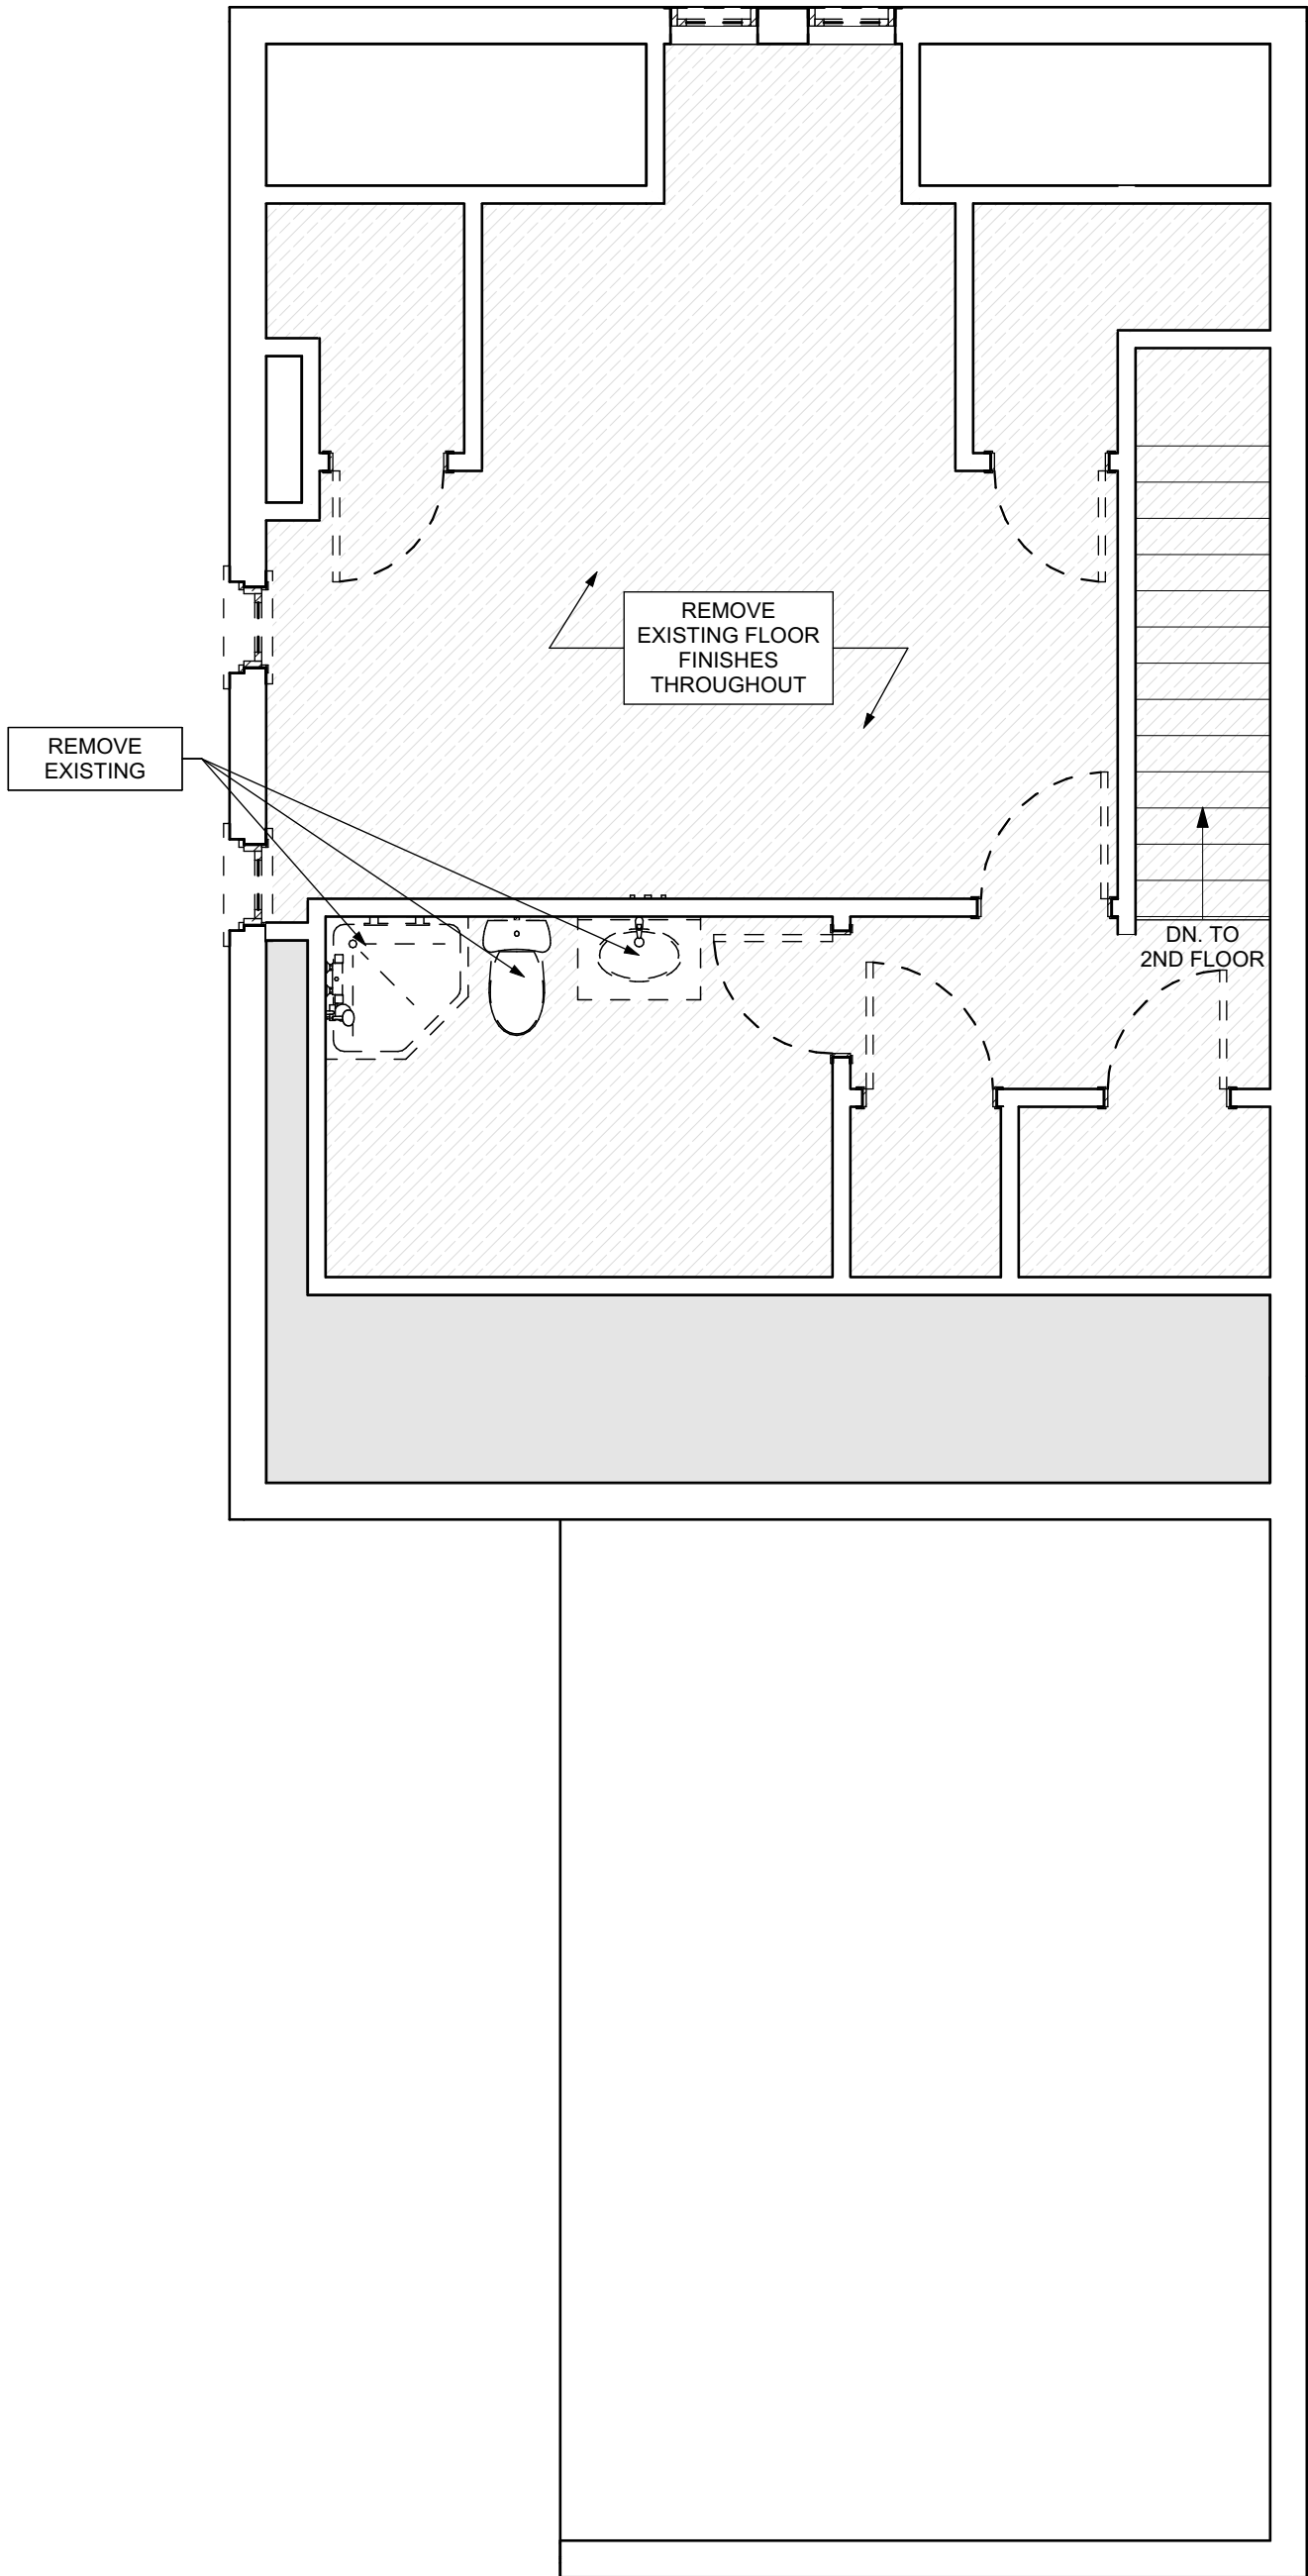 REMOVE
EXISTING FLOOR
FINISHES
THROUGHOUT
REMOVE
EXISTING
DN. TO
2ND FLOOR